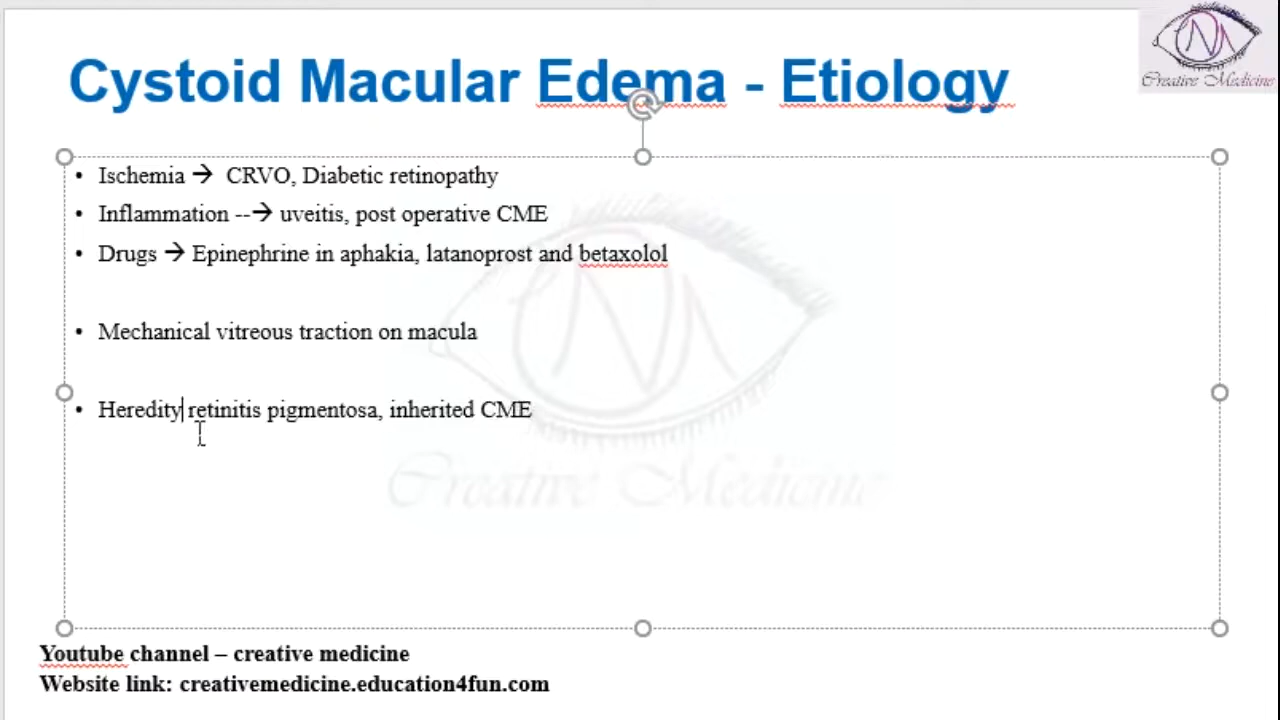 Creative Medicine
Cystoid Macular Edema - Etiology
• Ischemia → CRVO, Diabetic retinopathy
• Inflammation --→ uveitis, post operative CME
• Drugs → Epinephrine in aphakia, latanoprost and betaxolol
• Mechanical vitreous traction on macula
• Heredity retinitis pigmentosa, inherited CME
Creative Medicine
Youtube channel – creative medicine
Website link: creativemedicine.education4fun.com